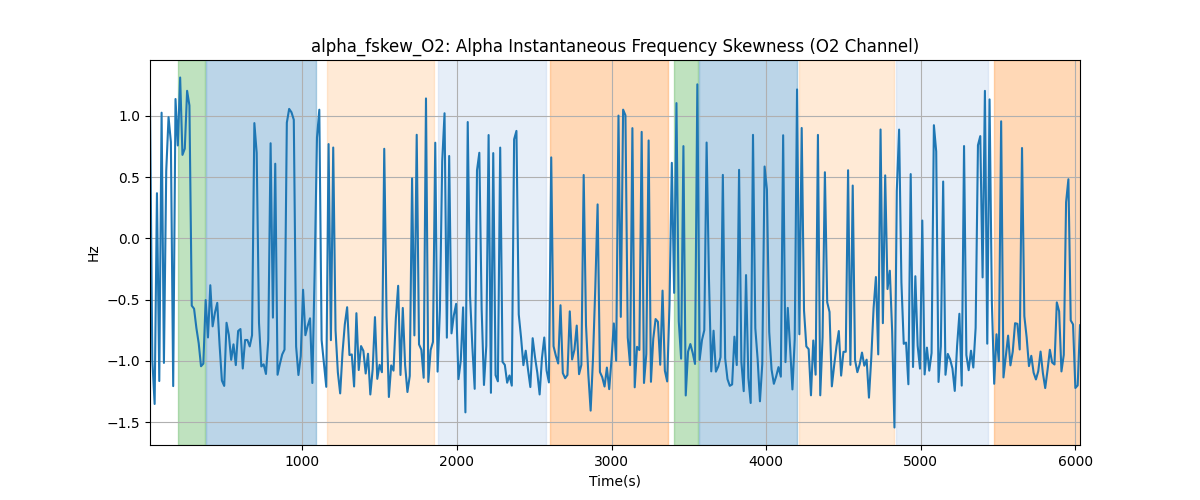 alpha_fskew_O2: Alpha Instantaneous Frequency Skewness (O2 Channel)
1.0
0.5
0.0
−0.5
−1.0
−1.5
Hz
1000 2000 3000 4000 5000 6000
Time(s)